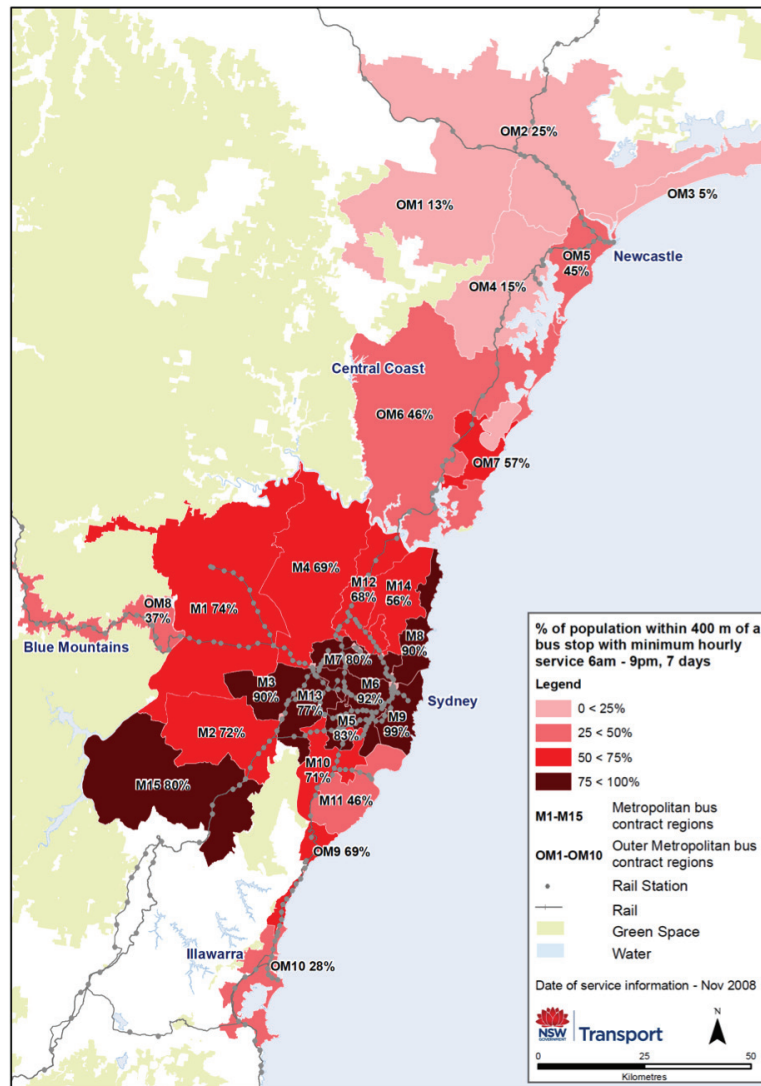 OM2 25%
OM1 13%
OM3 5%
OM5
45%
Newcastle
OM4 15%
Central Coast
OM6 46%
OM7 57%
M4 69%
M12
68%
M14
56%
OM8
37%
M1 74%
M8
90%
Blue Mountains
M7 80%
M3
90%
M6
92%
M13
77%
Sydney
M9
99%
M5
83%
M2 72%
M10
71%
M15 80%
M11 46%
OM9 69%
Illawarra
OM10 28%
% of population within 400 m of a
bus stop with minimum hourly
service 6am - 9pm, 7 days
Legend
0 < 25%
25 < 50%
50 < 75%
75 < 100%
M1-M15 Metropolitan bus
contract regions
OM1-OM10 Outer Metropolitan bus
contract regions
Rail Station
Rail
Green Space
Water
Date of service information - Nov 2008
NSW
GOVERNMENT
Transport
N
0 25 50
Kilometres